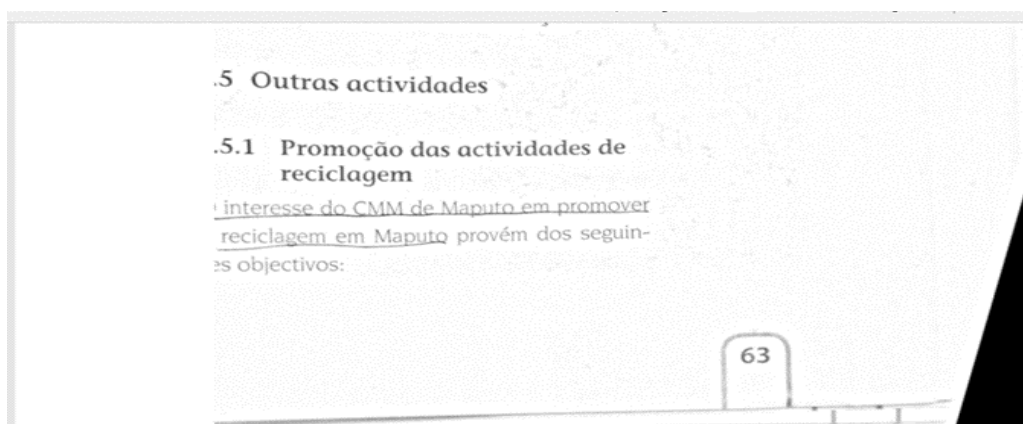 .5 Outras actividades
.5.1 Promoção das actividades de
reciclagem
interesse do CMM de Maputo em promover
reciclagem em Maputo provém dos seguin-
es objectivos:
63